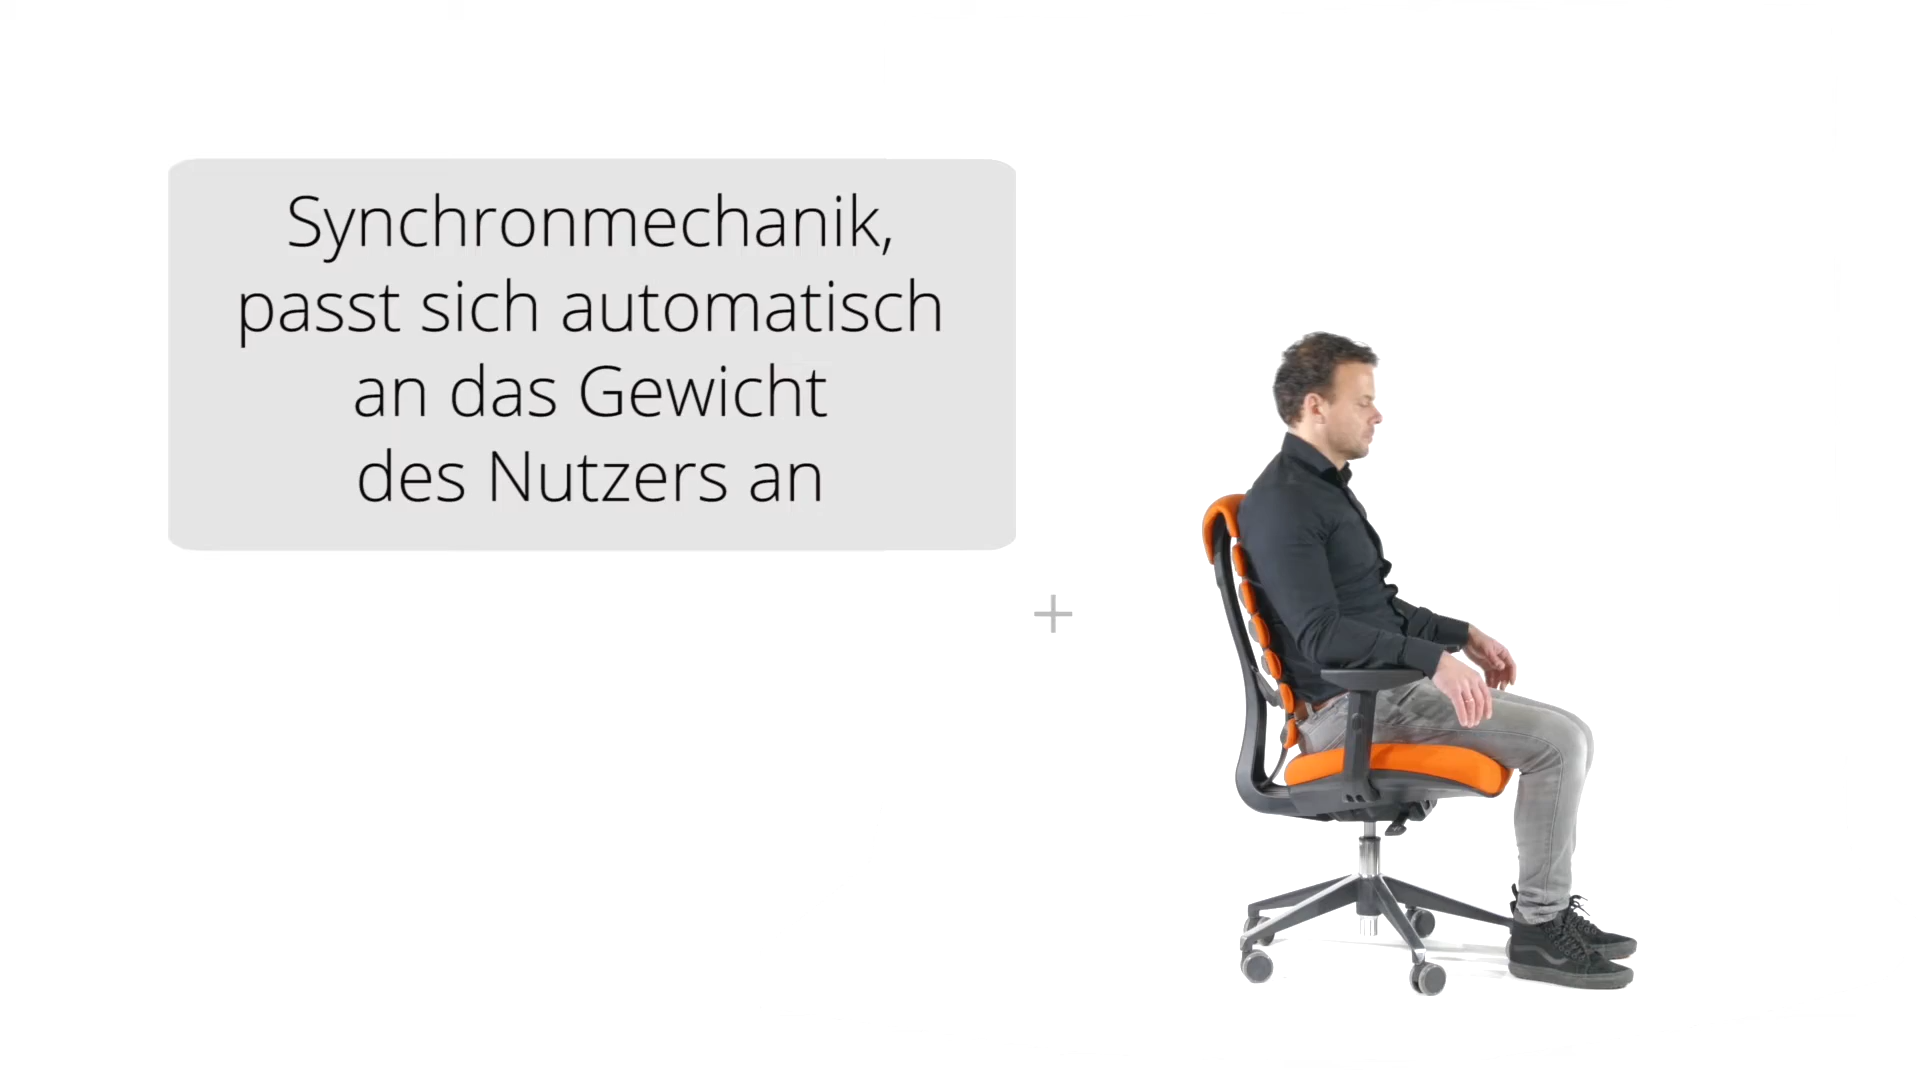 Synchronmechanik,
passt sich automatisch
an das Gewicht
des Nutzers an